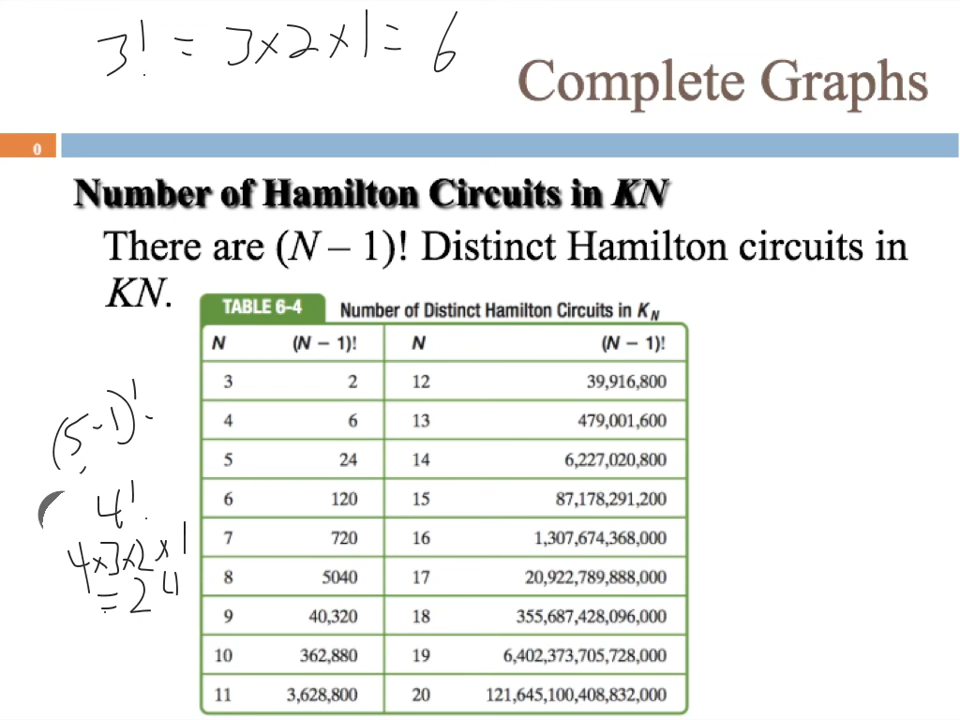 3! = 3×2×1= 6
Complete Graphs
0
Number of Hamilton Circuits in KN
There are (N – 1)! Distinct Hamilton circuits in
KN.
TABLE 6-4 Number of Distinct Hamilton Circuits in K_N
N (N – 1)! N (N – 1)!
3 2 12 39,916,800
4 6 13 479,001,600
5 24 14 6,227,020,800
6 120 15 87,178,291,200
7 720 16 1,307,674,368,000
8 5040 17 20,922,789,888,000
9 40,320 18 355,687,428,096,000
10 362,880 19 6,402,373,705,728,000
11 3,628,800 20 121,645,100,408,832,000
(5-1)!
4!
4×3×2×1
= 24